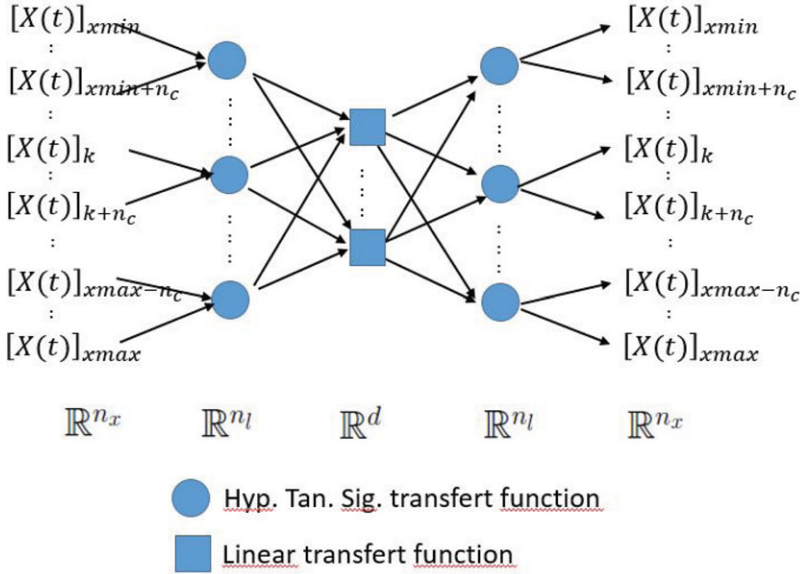 [X(t)]xmin [X(t)]xmin
[X(t)]xmin+nc [X(t)]xmin+nc
[X(t)]k [X(t)]k
[X(t)]k+nc [X(t)]k+nc
[X(t)]xmax−nc [X(t)]xmax−nc
[X(t)]xmax [X(t)]xmax
ℝnx ℝnl ℝd ℝnl ℝnx
Hyp. Tan. Sig. transfert function
Linear transfert function